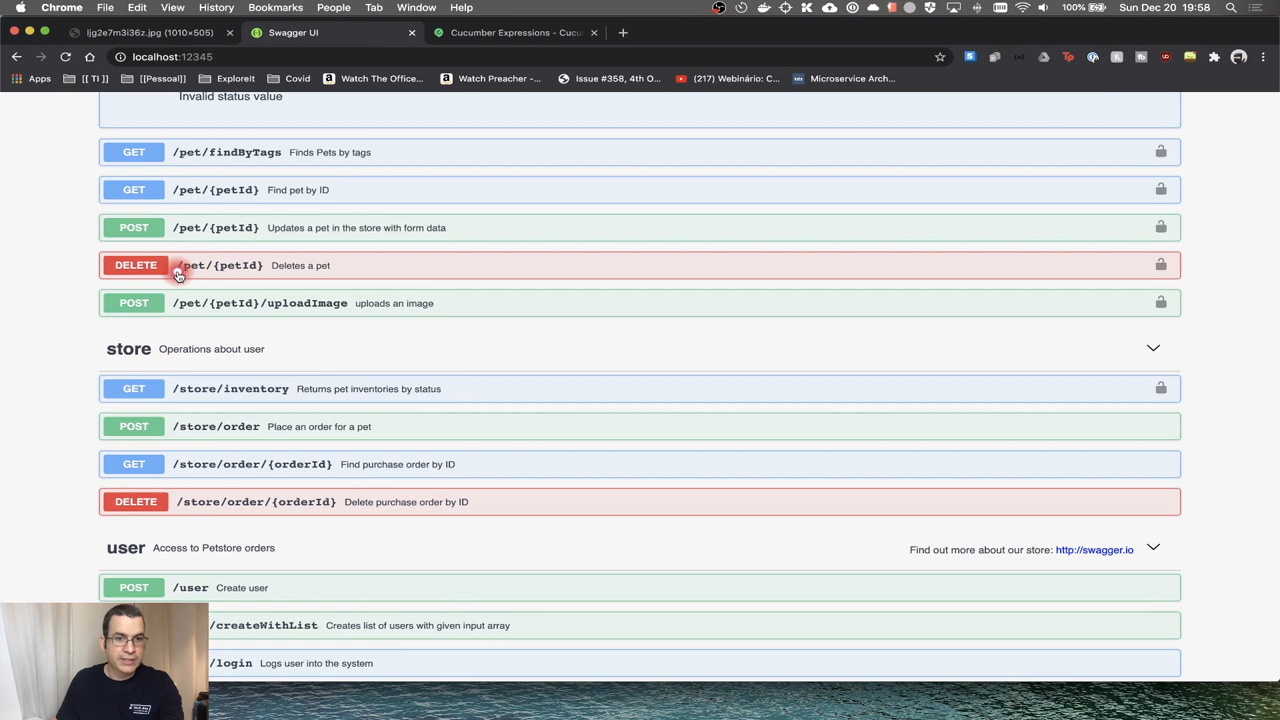 Chrome File Edit View History Bookmarks People Tab Window Help 100% Sun Dec 20 19:58
ljg2e7m3i36z.jpg (1010×505) Swagger UI Cucumber Expressions - Cucu
localhost:12345
Apps [[ TI ]] [[Pessoal]] ExploreIt Covid Watch The Office... Watch Preacher -... Issue #358, 4th O... (217) Webinário: C... Microservice Arch...
Invalid status value
GET /pet/findByTags Finds Pets by tags
GET /pet/{petId} Find pet by ID
POST /pet/{petId} Updates a pet in the store with form data
DELETE /pet/{petId} Deletes a pet
POST /pet/{petId}/uploadImage uploads an image
store Operations about user
GET /store/inventory Returns pet inventories by status
POST /store/order Place an order for a pet
GET /store/order/{orderId} Find purchase order by ID
DELETE /store/order/{orderId} Delete purchase order by ID
user Access to Petstore orders Find out more about our store: http://swagger.io
POST /user Create user
/createWithList Creates list of users with given input array
/login Logs user into the system